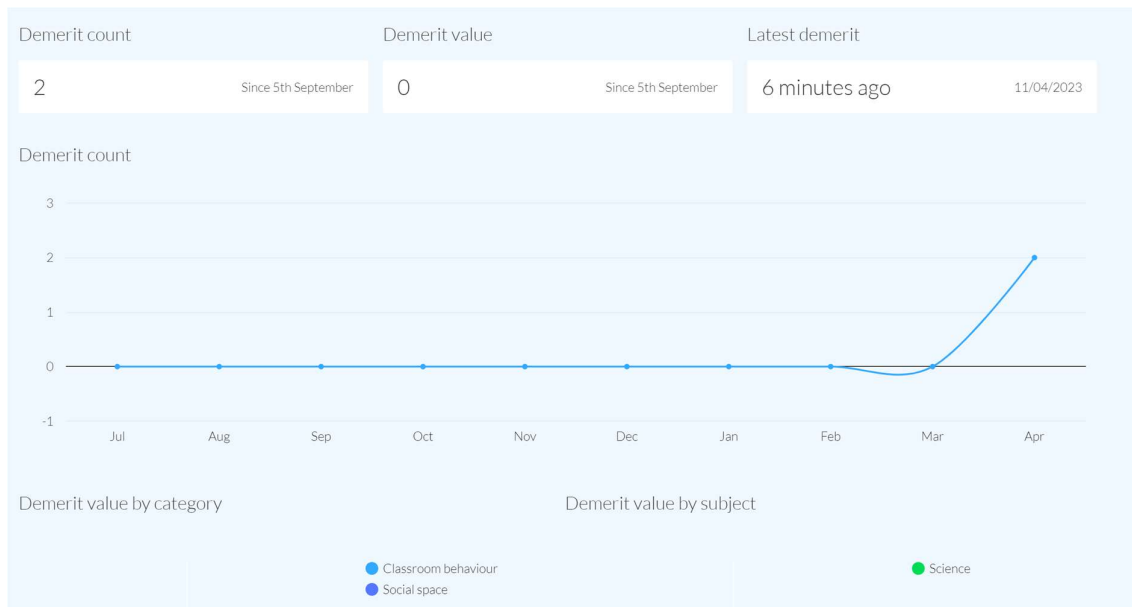 Demerit count Demerit value Latest demerit
2 Since 5th September 0 Since 5th September 6 minutes ago 11/04/2023
Demerit count
3
2
1
0
-1
Jul Aug Sep Oct Nov Dec Jan Feb Mar Apr
Demerit value by category Demerit value by subject
Classroom behaviour Science
Social space